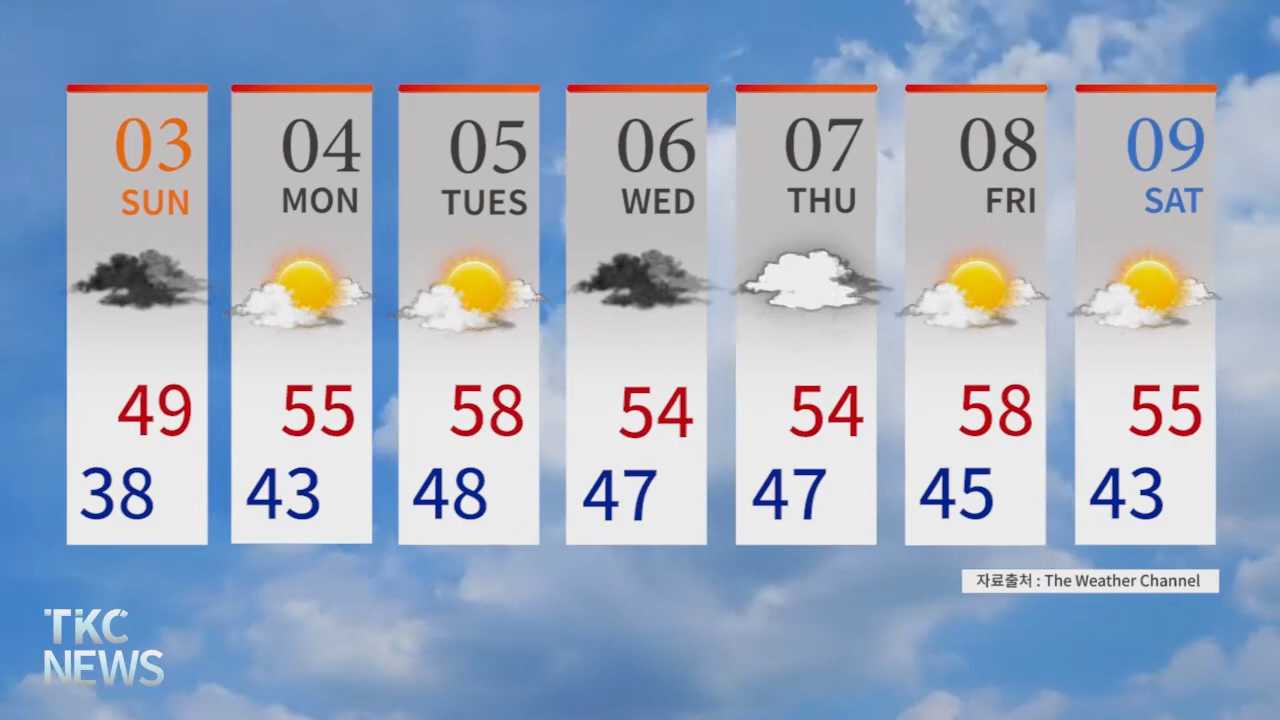 03
SUN
49
38
04
MON
55
43
05
TUES
58
48
06
WED
54
47
07
THU
54
47
08
FRI
58
45
09
SAT
55
43
자료출처 : The Weather Channel
TKC
NEWS